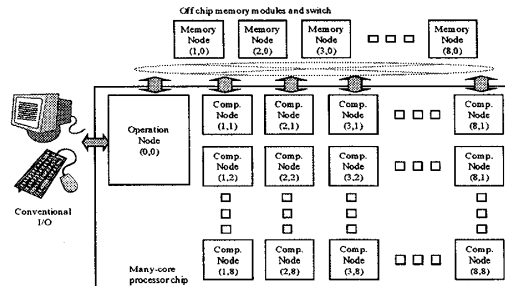 Off chip memory modules and switch
Memory Node (1,0)
Memory Node (2,0)
Memory Node (3,0)
Memory Node (8,0)
Operation Node (0,0)
Comp. Node (1,1)
Comp. Node (2,1)
Comp. Node (3,1)
Comp. Node (8,1)
Comp. Node (1,2)
Comp. Node (2,2)
Comp. Node (3,2)
Comp. Node (8,1)
Conventional I/O
Comp. Node (1,8)
Comp. Node (2,8)
Comp. Node (3,8)
Comp. Node (8,8)
Many-core
processor chip